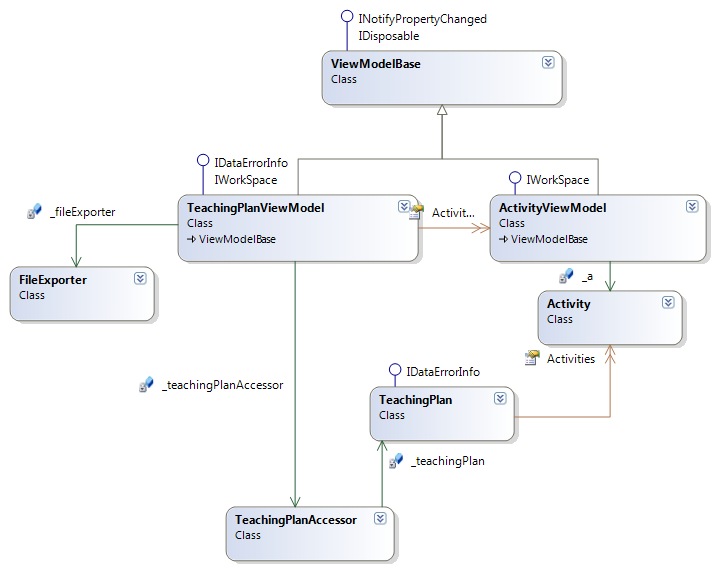 INotifyPropertyChanged
IDisposable
ViewModelBase
Class
IDataErrorInfo
IWorkSpace
IWorkSpace
_fileExporter
TeachingPlanViewModel
Class
ViewModelBase
Activit...
ActivityViewModel
Class
ViewModelBase
FileExporter
Class
_a
Activity
Class
Activities
_teachingPlanAccessor
IDataErrorInfo
TeachingPlan
Class
_teachingPlan
TeachingPlanAccessor
Class